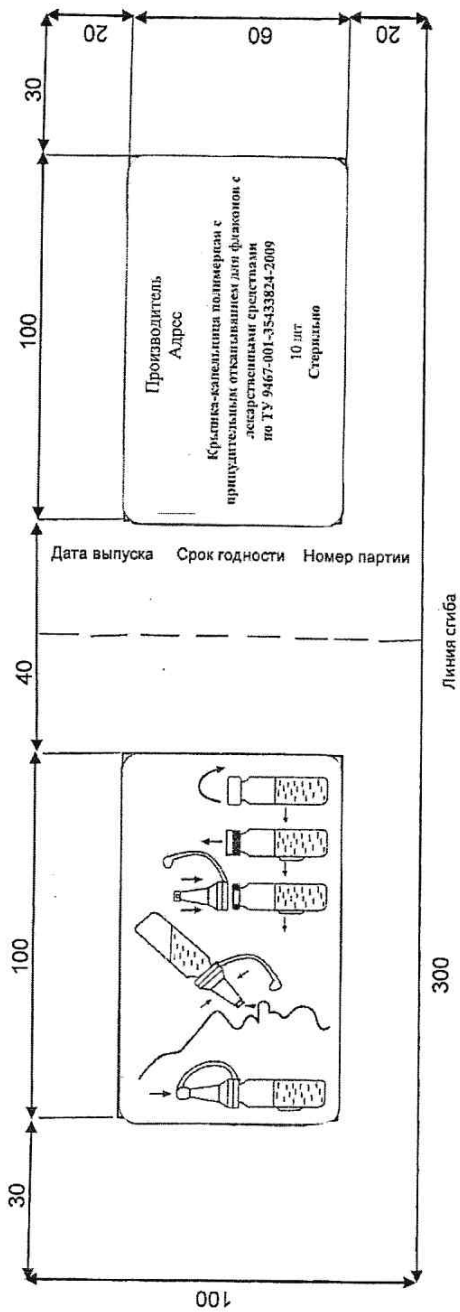 30
100
40
100
30
20
60
20
100
300
Производитель
Адрес
Крышка-капельница полимерная с
принудительным откапыванием для флаконов с
лекарственными средствами
по ТУ 9467-001-35433824-2009
10 шт
Стерильно
Дата выпуска
Срок годности
Номер партии
Линия сгиба